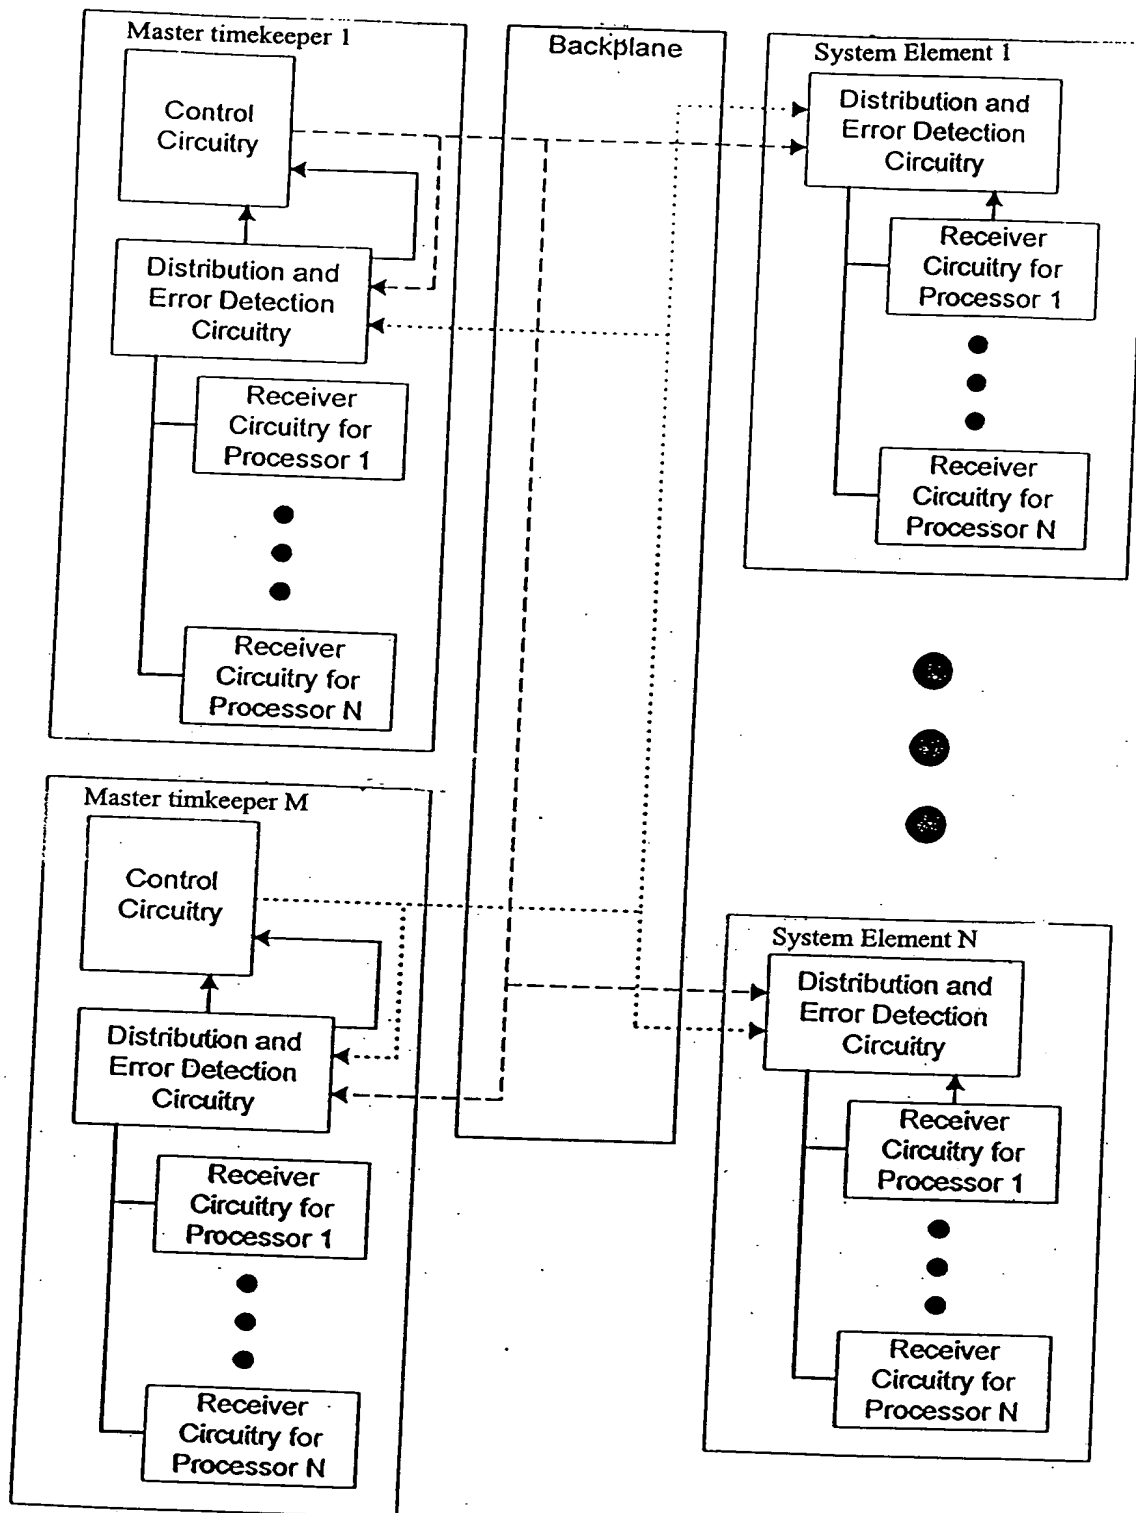 Master timekeeper 1
Control
Circuitry
Distribution and
Error Detection
Circuitry
Receiver
Circuitry for
Processor 1
Receiver
Circuitry for
Processor N
Master timkeeper M
Control
Circuitry
Distribution and
Error Detection
Circuitry
Receiver
Circuitry for
Processor 1
Receiver
Circuitry for
Processor N
Backplane
System Element 1
Distribution and
Error Detection
Circuitry
Receiver
Circuitry for
Processor 1
Receiver
Circuitry for
Processor N
System Element N
Distribution and
Error Detection
Circuitry
Receiver
Circuitry for
Processor 1
Receiver
Circuitry for
Processor N